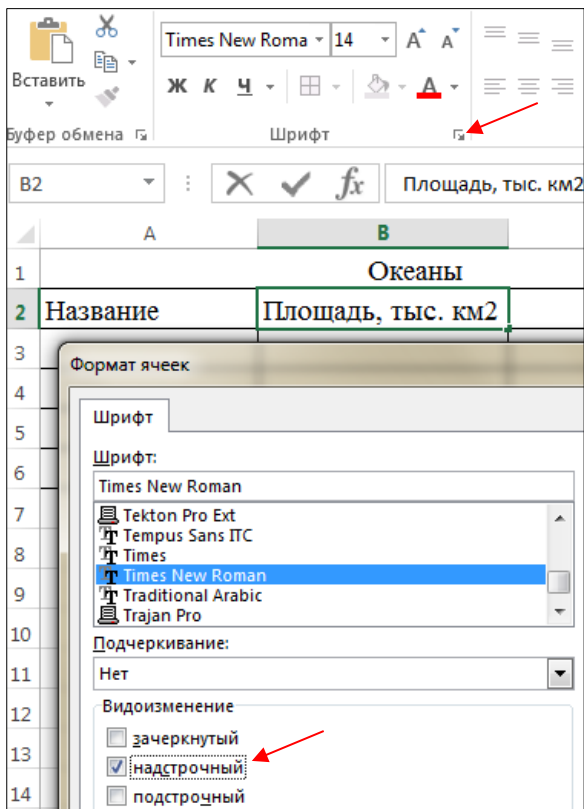 Times New Roma 14 A A
Вставить
Ж К Ч А
Буфер обмена Шрифт
B2 fx Площадь, тыс. км2
A B
1 Океаны
2 Название Площадь, тыс. км2
3
Формат ячеек
4
Шрифт
5
Шрифт:
6
Times New Roman
7 Tekton Pro Ext
Tempus Sans ITC
8 Times
Times New Roman
9 Traditional Arabic
Trajan Pro
10
Подчеркивание:
11 Нет
12 Видоизменение
зачеркнутый
13 надстрочный
14 подстрочный